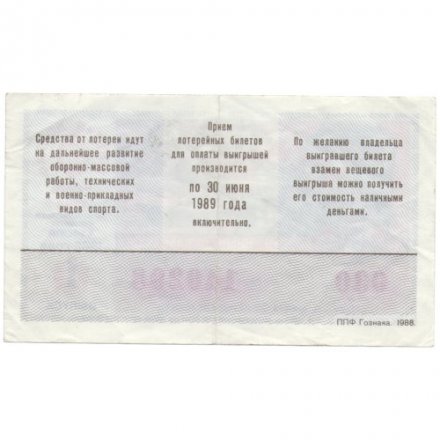 Средства от лотереи идут
на дальнейшее развитие
оборонно-массовой
работы, технических
и военно-прикладных
видов спорта.
Прием
лотерейных билетов
для оплаты выигрышей
производится
по 30 июня
1989 года
включительно.
По желанию владельца
выигравшего билета
взамен вещевого
выигрыша можно получить
его стоимость наличными
деньгами.
ППФ Гознака. 1988.